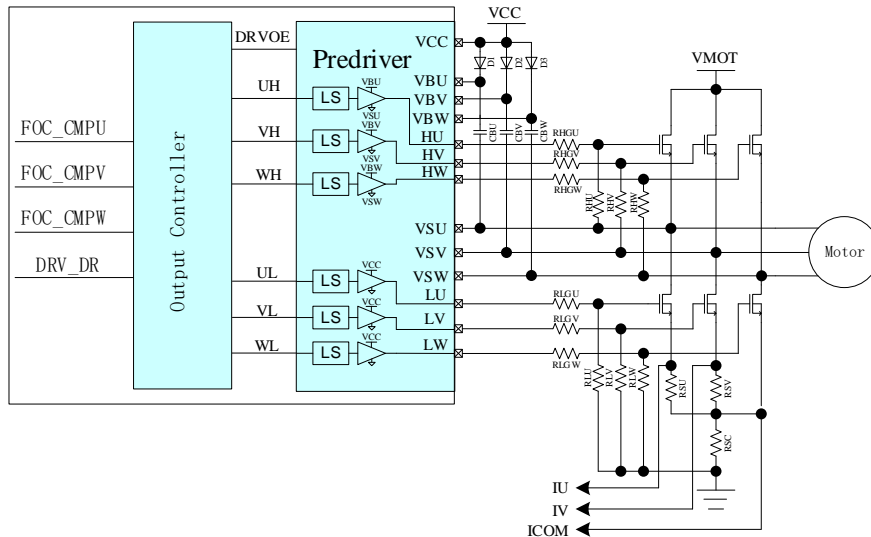 VCC
DRVOE
Predriver
VCC
D1
D2
D3
VMOT
UH
LS
VBU
VSU
VBU
VBV
VBW
CBU
CBV
CBW
FOC_CMPU
VH
LS
VBV
VSV
HU
HV
HW
RHGU
RHGV
RHGW
FOC_CMPV
WH
LS
VBW
VSW
RHU
RHV
RHW
FOC_CMPW
Output Controller
VSU
VSV
VSW
Motor
DRV_DR
UL
LS
VCC
LU
RLGU
VL
LS
VCC
LV
RLGV
WL
LS
VCC
LW
RLGW
RLU
RLV
RLW
RSU
RSV
RSC
IU
IV
ICOM